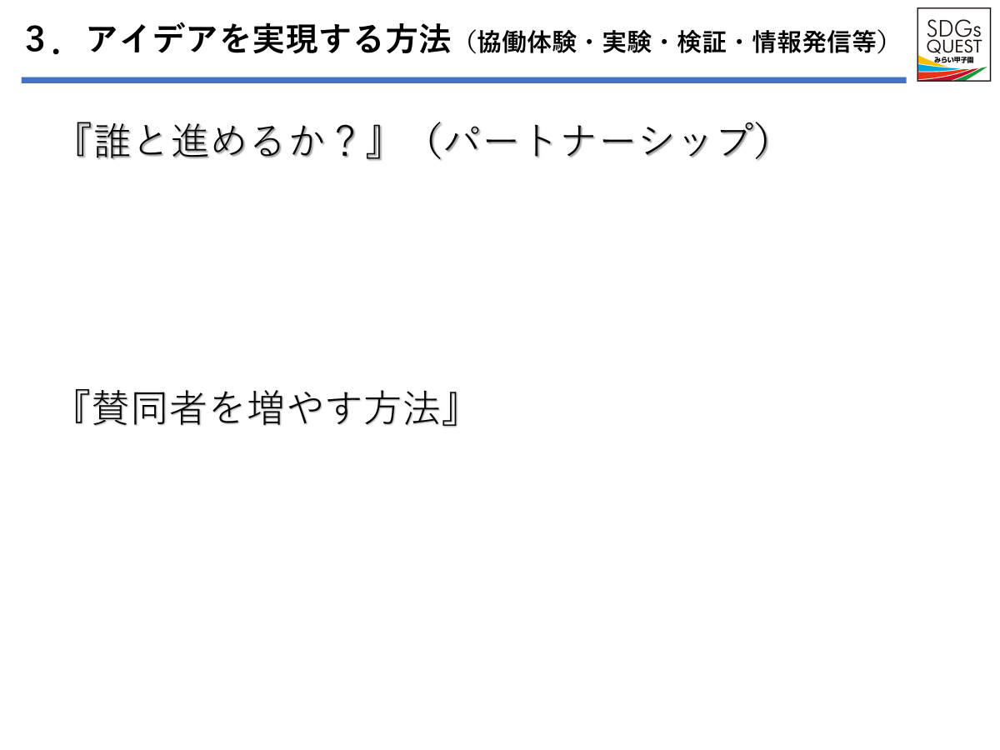 ３．アイデアを実現する方法（協働体験・実験・検証・情報発信等）
SDGs
QUEST
みらい甲子園
『誰と進めるか？』（パートナーシップ）
『賛同者を増やす方法』